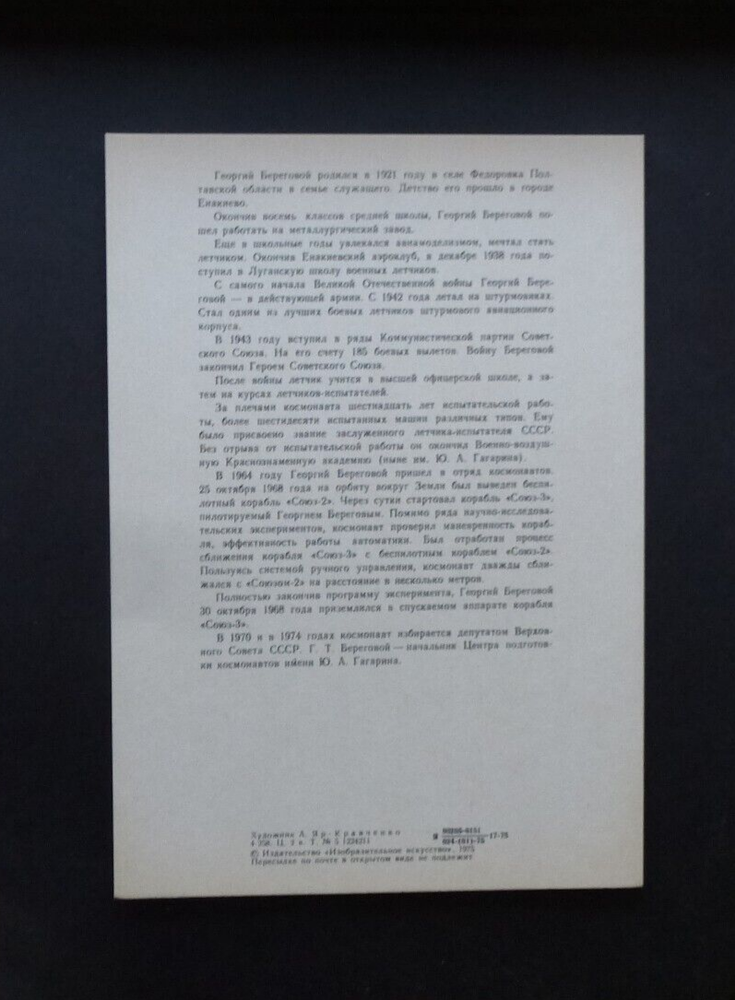 Георгий Береговой родился в 1921 году в селе Федоровка Пол-
тавской области в семье служащего. Детство его прошло в городе
Енакиево.
Окончив восемь классов средней школы, Георгий Береговой по-
шел работать на металлургический завод.
Еще в школьные годы увлекался авиамоделизмом, мечтал стать
летчиком. Окончив Енакиевский аэроклуб, в декабре 1938 года по-
ступил в Луганскую школу военных летчиков.
С самого начала Великой Отечественной войны Георгий Бере-
говой — в действующей армии. С 1942 года летал на штурмовиках.
Стал одним из лучших боевых летчиков штурмового авиационного
корпуса.
В 1943 году вступил в ряды Коммунистической партии Совет-
ского Союза. На его счету 185 боевых вылетов. Войну Береговой
закончил Героем Советского Союза.
После войны летчик учится в высшей офицерской школе, а за-
тем на курсах летчиков-испытателей.
За плечами космонавта шестнадцать лет испытательской рабо-
ты, более шестидесяти испытанных машин различных типов. Ему
было присвоено звание заслуженного летчика-испытателя СССР.
Без отрыва от испытательской работы он окончил Военно-воздуш-
ную Краснознаменную академию (ныне им. Ю. А. Гагарина).
В 1964 году Георгий Береговой пришел в отряд космонавтов.
25 октября 1968 года на орбиту вокруг Земли был выведен беспи-
лотный корабль «Союз-2». Через сутки стартовал корабль «Союз-3»,
пилотируемый Георгием Береговым. Помимо ряда научно-исследова-
тельских экспериментов, космонавт проверил маневренность кораб-
ля, эффективность работы автоматики. Был отработан процесс
сближения корабля «Союз-3» с беспилотным кораблем «Союз-2».
Пользуясь системой ручного управления, космонавт дважды сбли-
жался с «Союзом-2» на расстояние в несколько метров.
Полностью закончив программу эксперимента, Георгий Береговой
30 октября 1968 года приземлился в спускаемом аппарате корабля
«Союз-3».
В 1970 и в 1974 годах космонавт избирается депутатом Верхов-
ного Совета СССР. Г. Т. Береговой — начальник Центра подготов-
ки космонавтов имени Ю. А. Гагарина.
Художник А. Яр-Кравченко
© Издательство «Изобразительное искусство». 1975
Пересылке по почте в открытом виде не подлежит
17-75